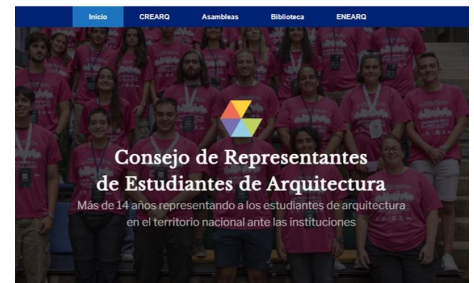 Inicio CREARQ Asambleas Biblioteca ENEARQ
Consejo de Representantes
de Estudiantes de Arquitectura
Más de 14 años representando a los estudiantes de arquitectura
en el territorio nacional ante las instituciones